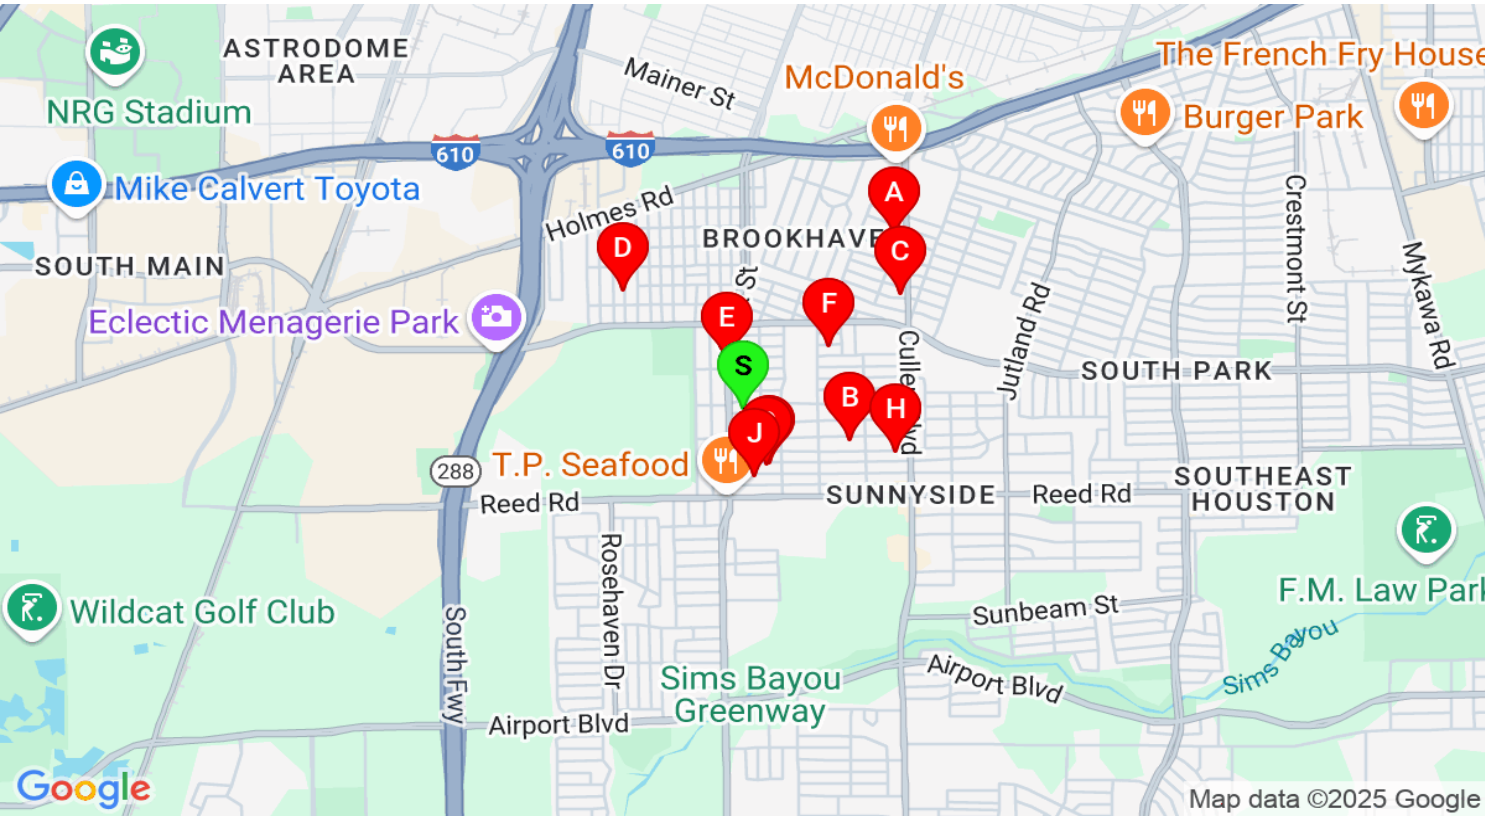 ASTRODOME
AREA
NRG Stadium
Mainer St
McDonald's
The French Fry House
Burger Park
610
610
Mike Calvert Toyota
Holmes Rd
A
Crestmont St
BROOKHAVE
C
D
SOUTH MAIN
St
Mykawa Rd
Eclectic Menagerie Park
E
F
Jutland Rd
S
Culle
SOUTH PARK
B
H
J
lvd
288
T.P. Seafood
Reed Rd
SUNNYSIDE
Reed Rd
SOUTHEAST
HOUSTON
Rosehaven Dr
F.M. Law Park
Wildcat Golf Club
South Fwy
Sunbeam St
Sims Bayou
Sims Bayou
Greenway
Airport Blvd
Airport Blvd
Google
Map data ©2025 Google